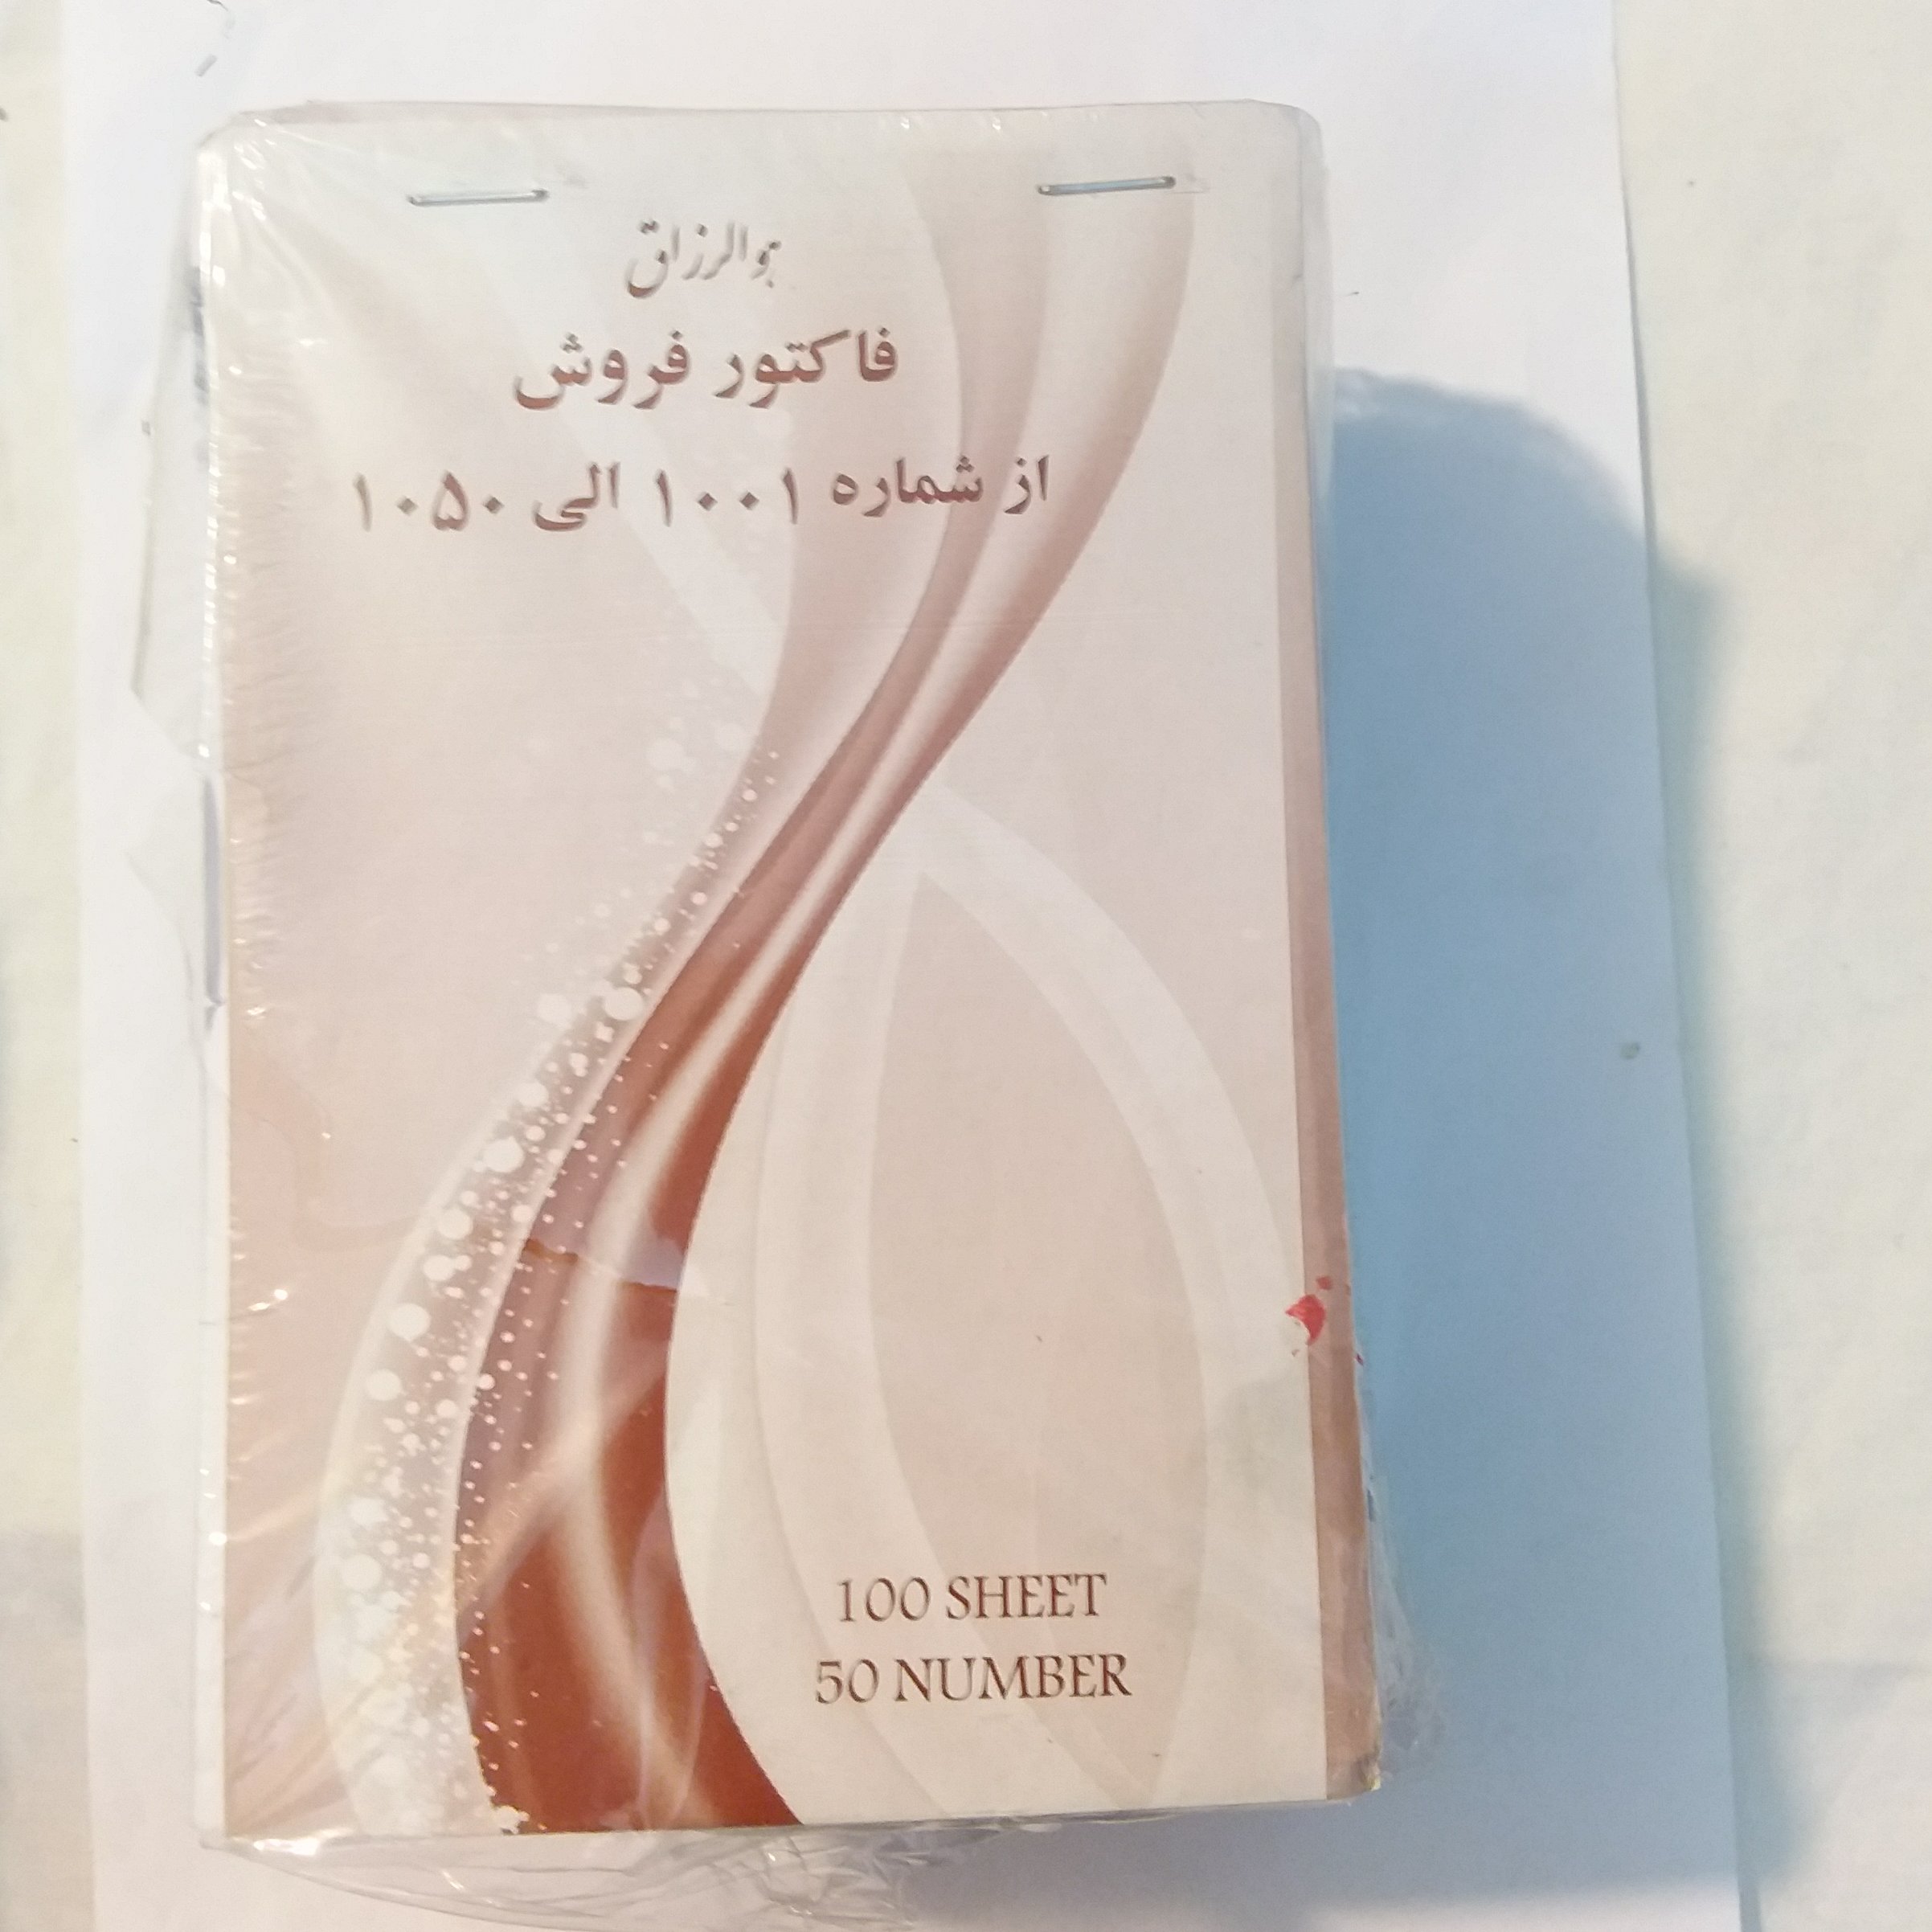 هوالرزاق
فاکتور فروش
از شماره ۱۰۰۱ الی ۱۰۵۰
100 SHEET
50 NUMBER